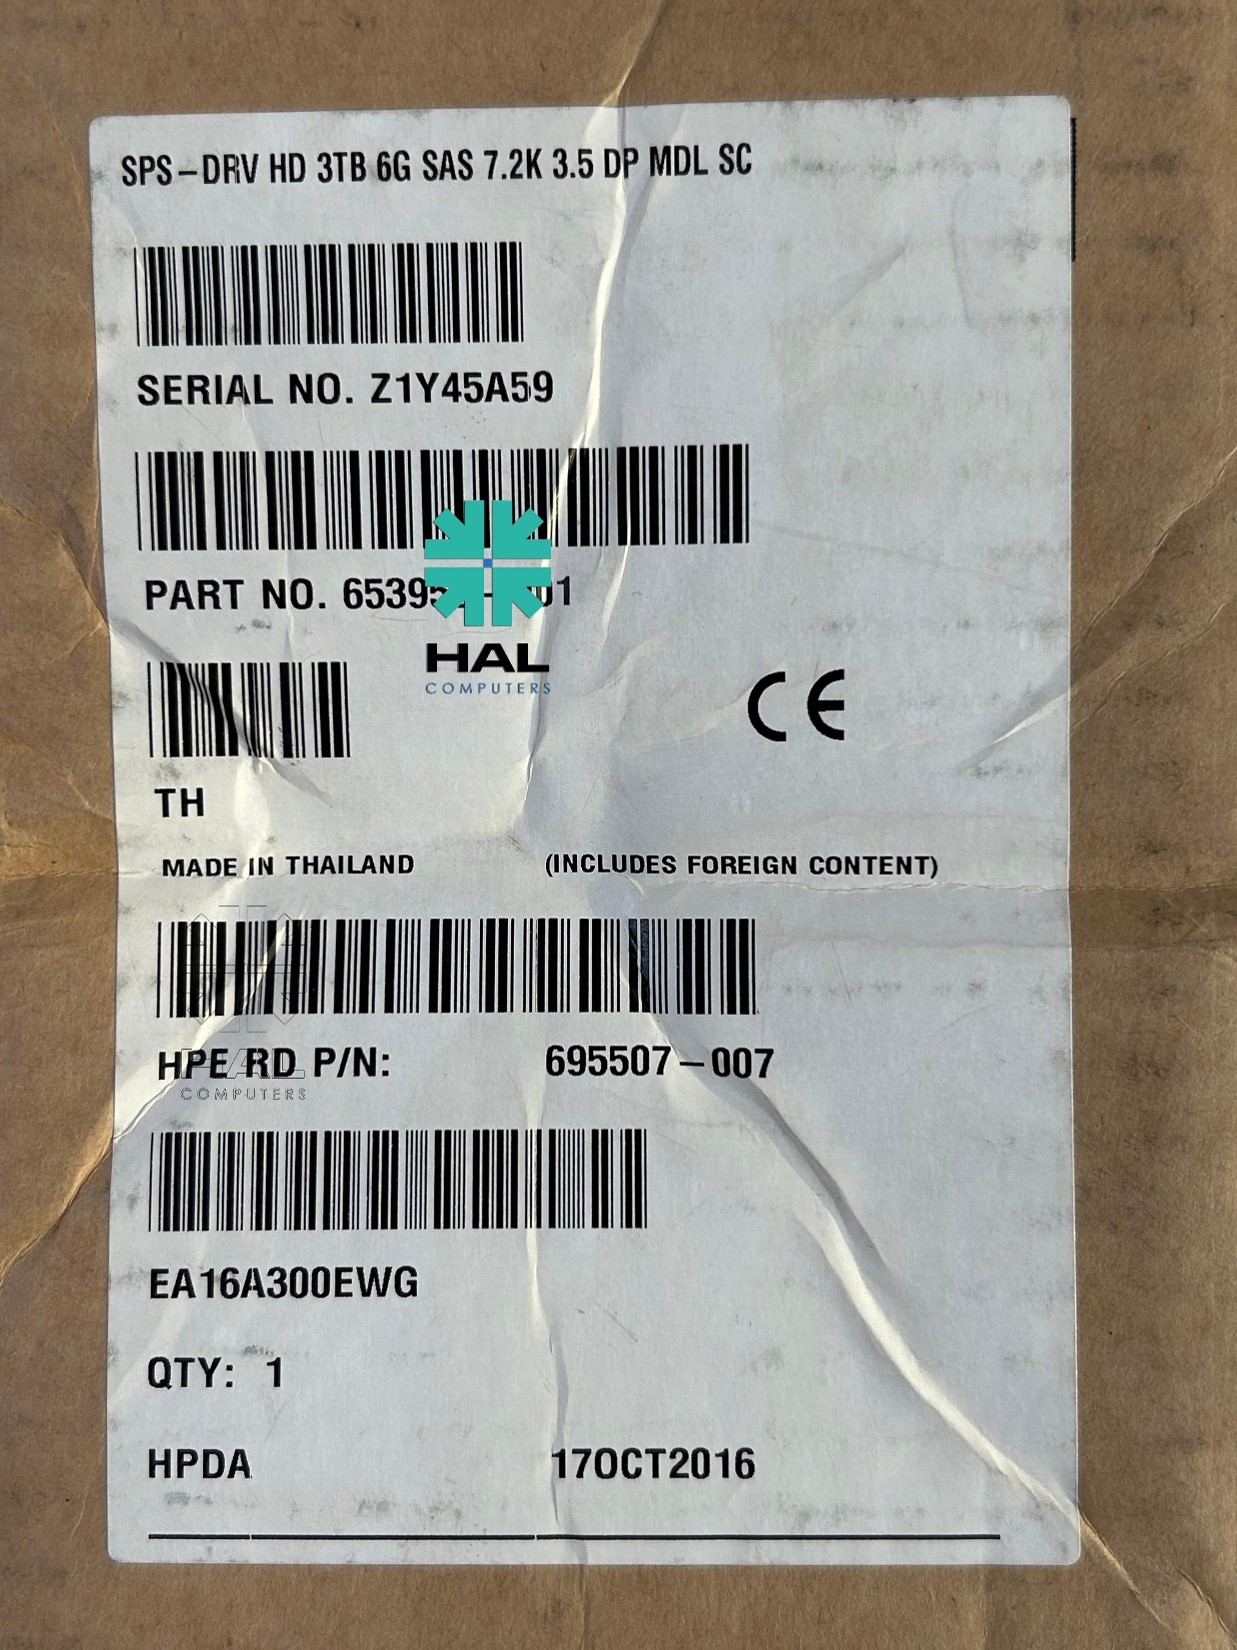 SPS-DRV HD 3TB 6G SAS 7.2K 3.5 DP MDL SC
SERIAL NO. Z1Y45A59
PART NO.
HAL
COMPUTERS
CE
TH
MADE IN THAILAND (INCLUDES FOREIGN CONTENT)
HPE RD P/N: 695507-007
HAL
COMPUTERS
EA16A300EWG
QTY: 1
HPDA 17OCT2016